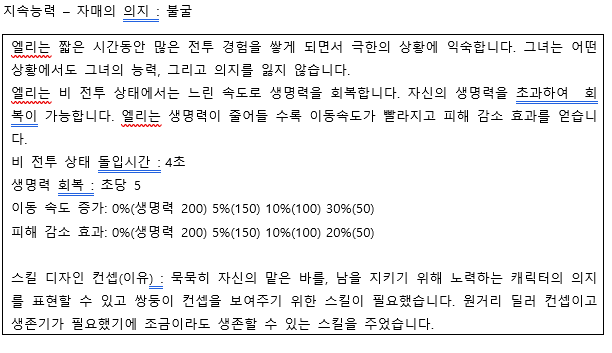 지속능력 – 자매의 의지 : 불굴
엘리는 짧은 시간동안 많은 전투 경험을 쌓게 되면서 극한의 상황에 익숙합니다. 그녀는 어떤
상황에서도 그녀의 능력, 그리고 의지를 잃지 않습니다.
엘리는 비 전투 상태에서는 느린 속도로 생명력을 회복합니다. 자신의 생명력을 초과하여 회
복이 가능합니다. 엘리는 생명력이 줄어들 수록 이동속도가 빨라지고 피해 감소 효과를 얻습니
다.
비 전투 상태 돌입시간 : 4초
생명력 회복 : 초당 5
이동 속도 증가: 0%(생명력 200) 5%(150) 10%(100) 30%(50)
피해 감소 효과: 0%(생명력 200) 5%(150) 10%(100) 20%(50)
스킬 디자인 컨셉(이유) : 묵묵히 자신의 맡은 바를, 남을 지키기 위해 노력하는 캐릭터의 의지
를 표현할 수 있고 쌍둥이 컨셉을 보여주기 위한 스킬이 필요했습니다. 원거리 딜러 컨셉이고
생존기가 필요했기에 조금이라도 생존할 수 있는 스킬을 주었습니다.